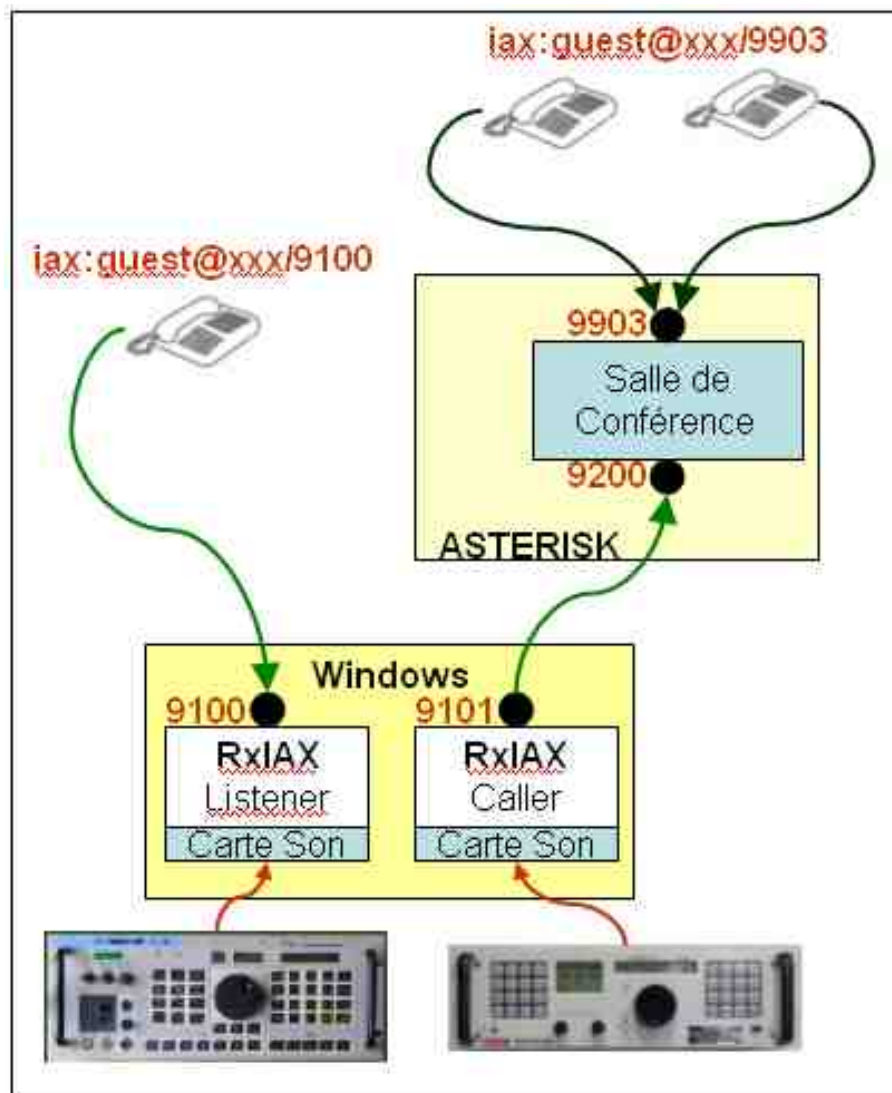 iax:guest@xxx/9903
iax:guest@xxx/9100
9903
Salle de
Conférence
9200
ASTERISK
Windows
9100
9101
RxIAX
Listener
Carte Son
RxIAX
Caller
Carte Son